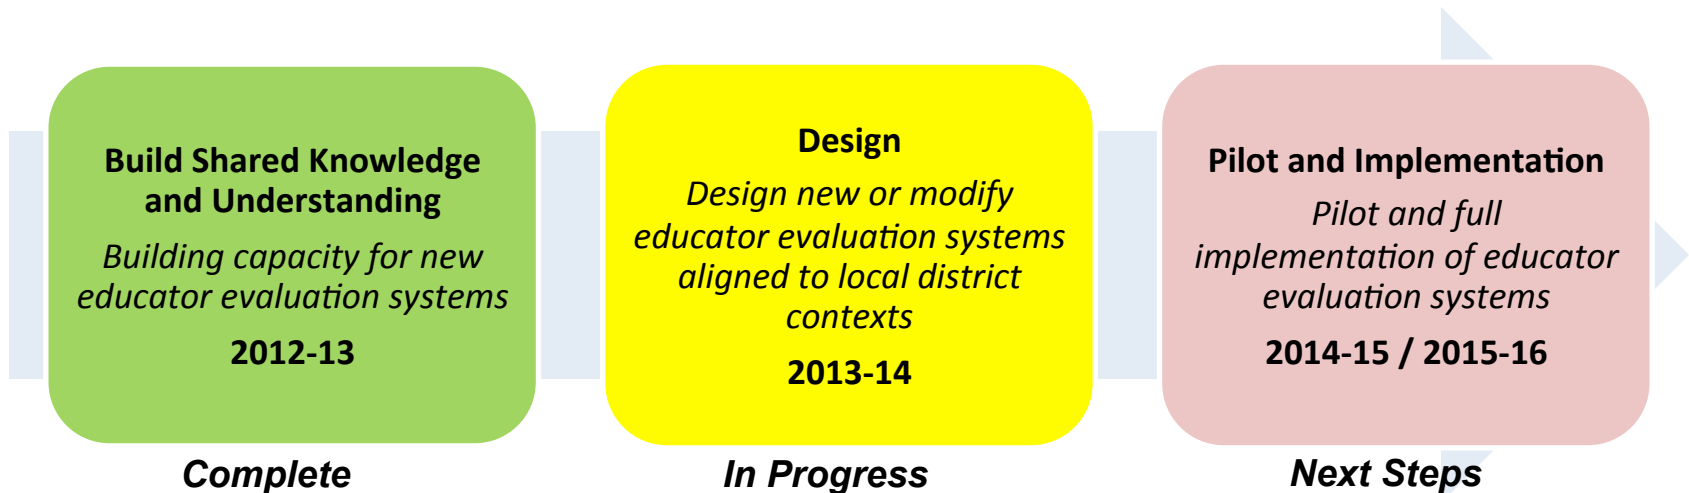 Build Shared Knowledge
and Understanding
Building capacity for new
educator evaluation systems
2012-13
Complete
Design
Design new or modify
educator evaluation systems
aligned to local district
contexts
2013-14
In Progress
Pilot and Implementation
Pilot and full
implementation of educator
evaluation systems
2014-15 / 2015-16
Next Steps